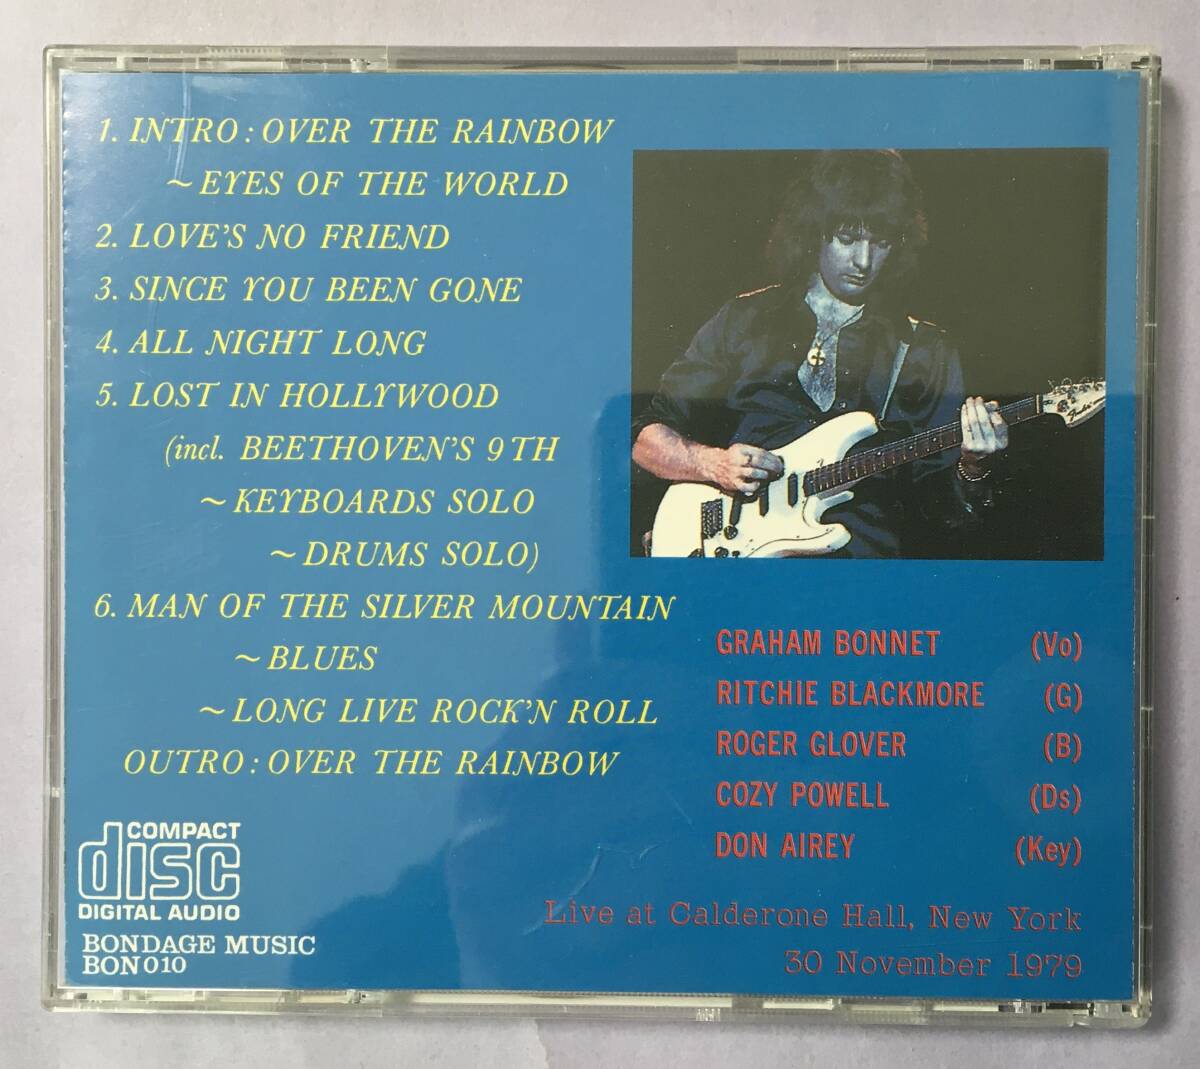 1. INTRO : OVER THE RAINBOW
~ EYES OF THE WORLD
2. LOVE'S NO FRIEND
3. SINCE YOU BEEN GONE
4. ALL NIGHT LONG
5. LOST IN HOLLYWOOD
(incl. BEETHOVEN'S 9TH
~ KEYBOARDS SOLO
~ DRUMS SOLO)
6. MAN OF THE SILVER MOUNTAIN
~ BLUES
~ LONG LIVE ROCK'N ROLL
OUTRO : OVER THE RAINBOW
Fender
GRAHAM BONNET (Vo)
RITCHIE BLACKMORE (G)
ROGER GLOVER (B)
COZY POWELL (Ds)
DON AIREY (Key)
Live at Calderone Hall, New York
30 November 1979
COMPACT
disc
DIGITAL AUDIO
BONDAGE MUSIC
BON 010